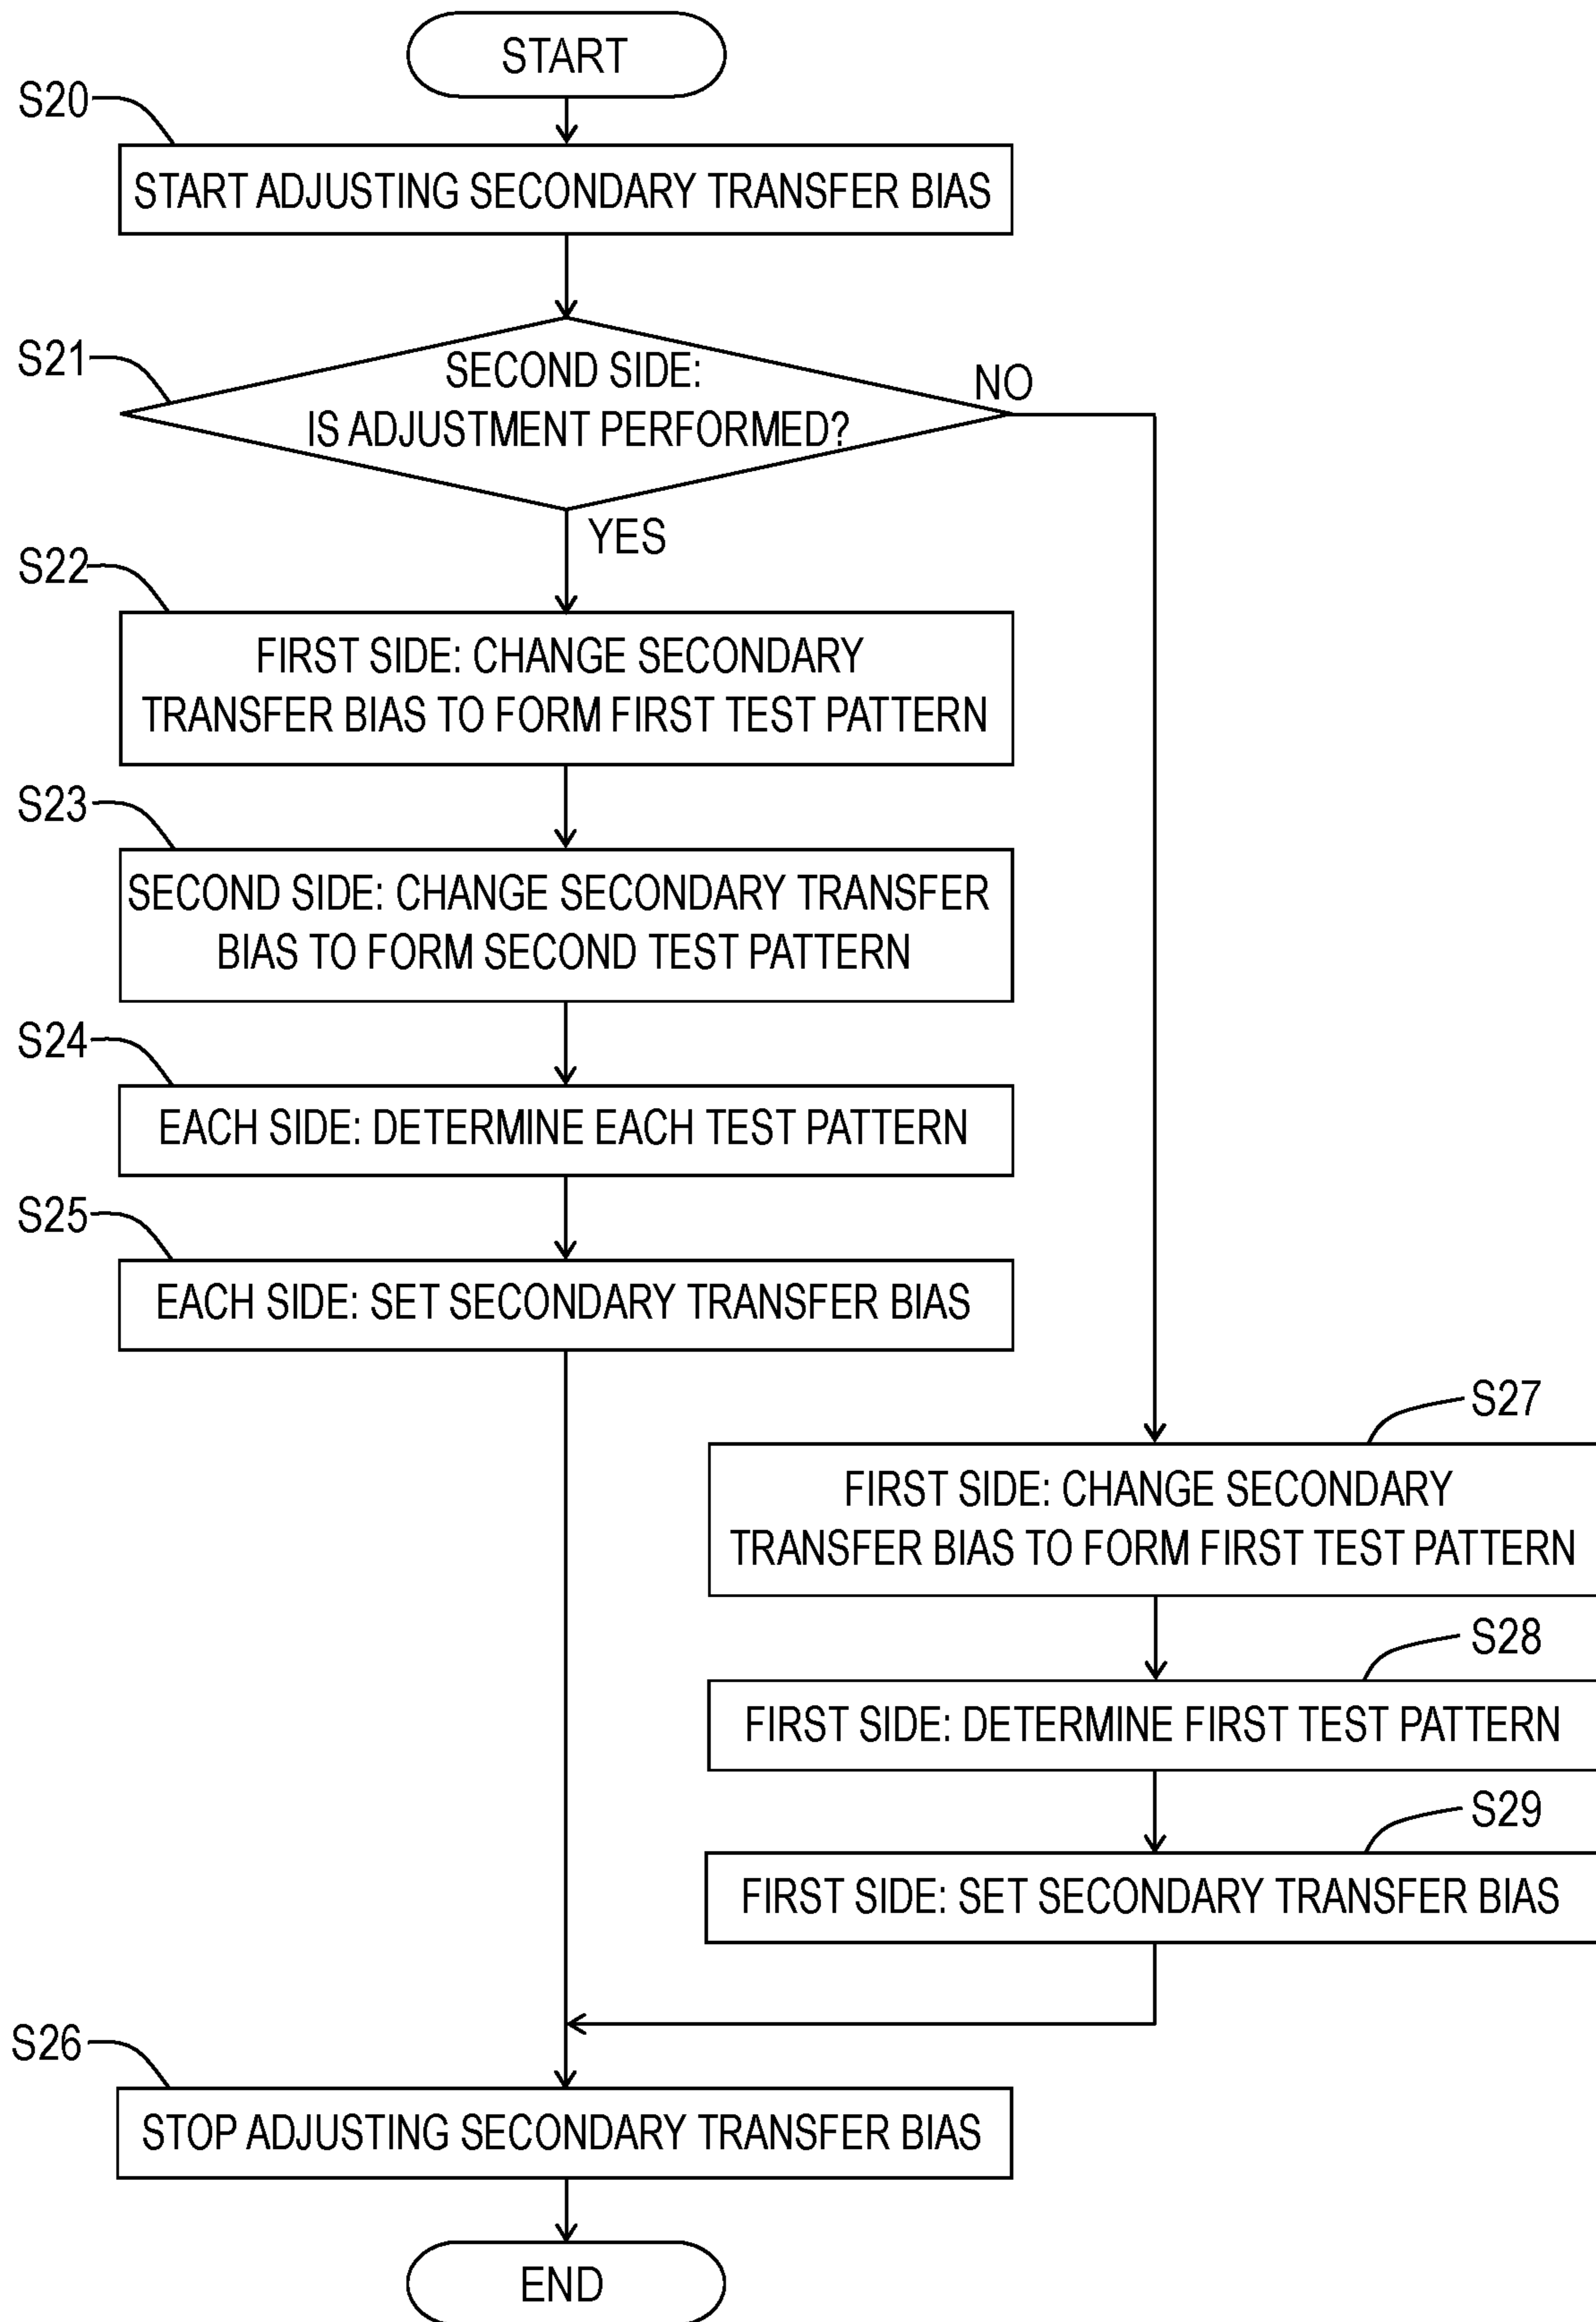 START
S20
START ADJUSTING SECONDARY TRANSFER BIAS
S21
SECOND SIDE:
IS ADJUSTMENT PERFORMED?
NO
YES
S22
FIRST SIDE: CHANGE SECONDARY
TRANSFER BIAS TO FORM FIRST TEST PATTERN
S23
SECOND SIDE: CHANGE SECONDARY TRANSFER
BIAS TO FORM SECOND TEST PATTERN
S24
EACH SIDE: DETERMINE EACH TEST PATTERN
S25
EACH SIDE: SET SECONDARY TRANSFER BIAS
S27
FIRST SIDE: CHANGE SECONDARY
TRANSFER BIAS TO FORM FIRST TEST PATTERN
S28
FIRST SIDE: DETERMINE FIRST TEST PATTERN
S29
FIRST SIDE: SET SECONDARY TRANSFER BIAS
S26
STOP ADJUSTING SECONDARY TRANSFER BIAS
END